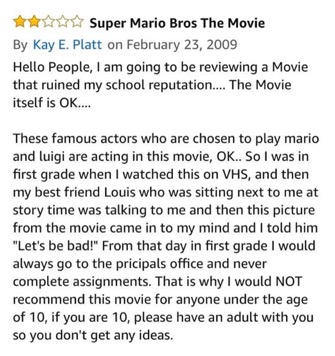 Super Mario Bros The Movie
By Kay E. Platt on February 23, 2009
Hello People, I am going to be reviewing a Movie
that ruined my school reputation.... The Movie
itself is OK....
These famous actors who are chosen to play mario
and luigi are acting in this movie, OK.. So I was in
first grade when I watched this on VHS, and then
my best friend Louis who was sitting next to me at
story time was talking to me and then this picture
from the movie came in to my mind and I told him
"Let's be bad!" From that day in first grade I would
always go to the pricipals office and never
complete assignments. That is why I would NOT
recommend this movie for anyone under the age
of 10, if you are 10, please have an adult with you
so you don't get any ideas.